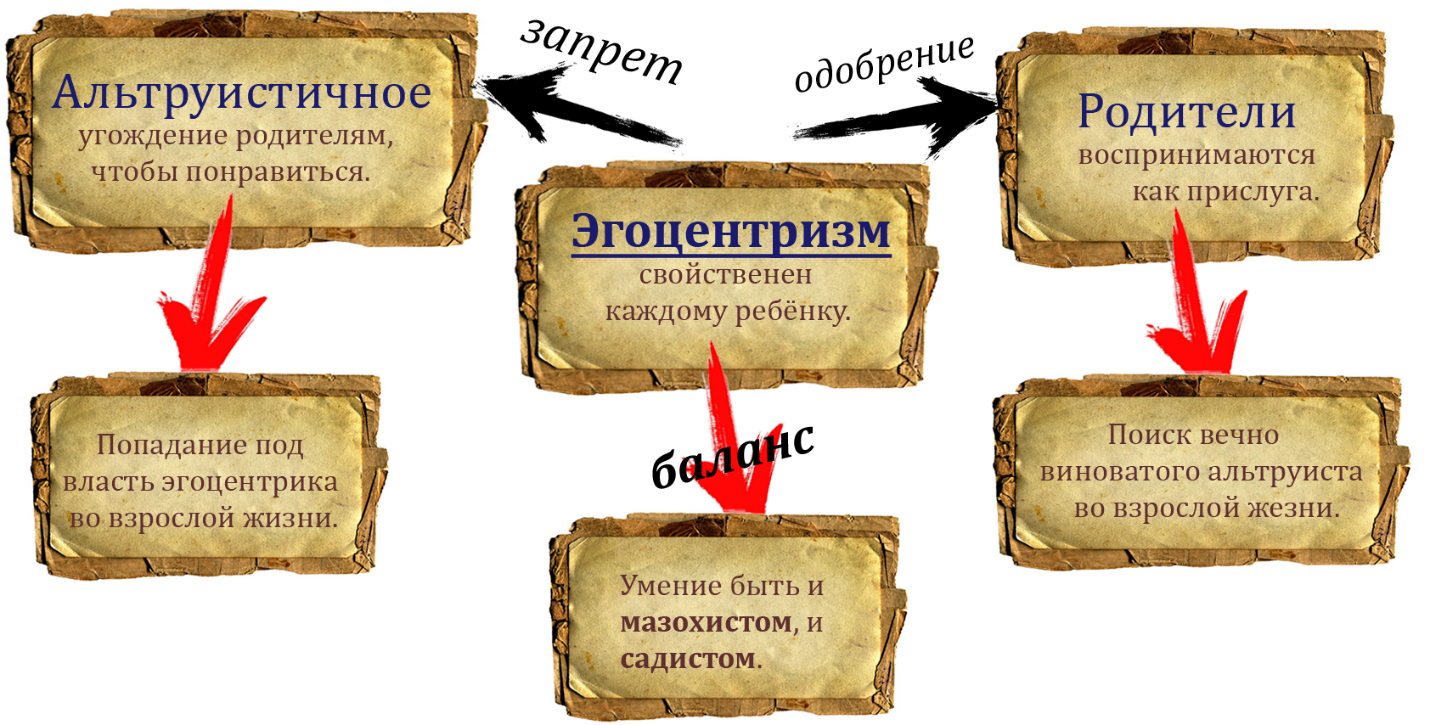 запрет
одобрение
Альтруистичное
угождение родителям,
чтобы понравиться.
Родители
воспринимаются
как прислуга.
Эгоцентризм
свойственен
каждому ребёнку.
баланс
Попадание под
власть эгоцентрика
во взрослой жизни.
Поиск вечно
виноватого альтруиста
во взрослой жезни.
Умение быть и
мазохистом, и
садистом.